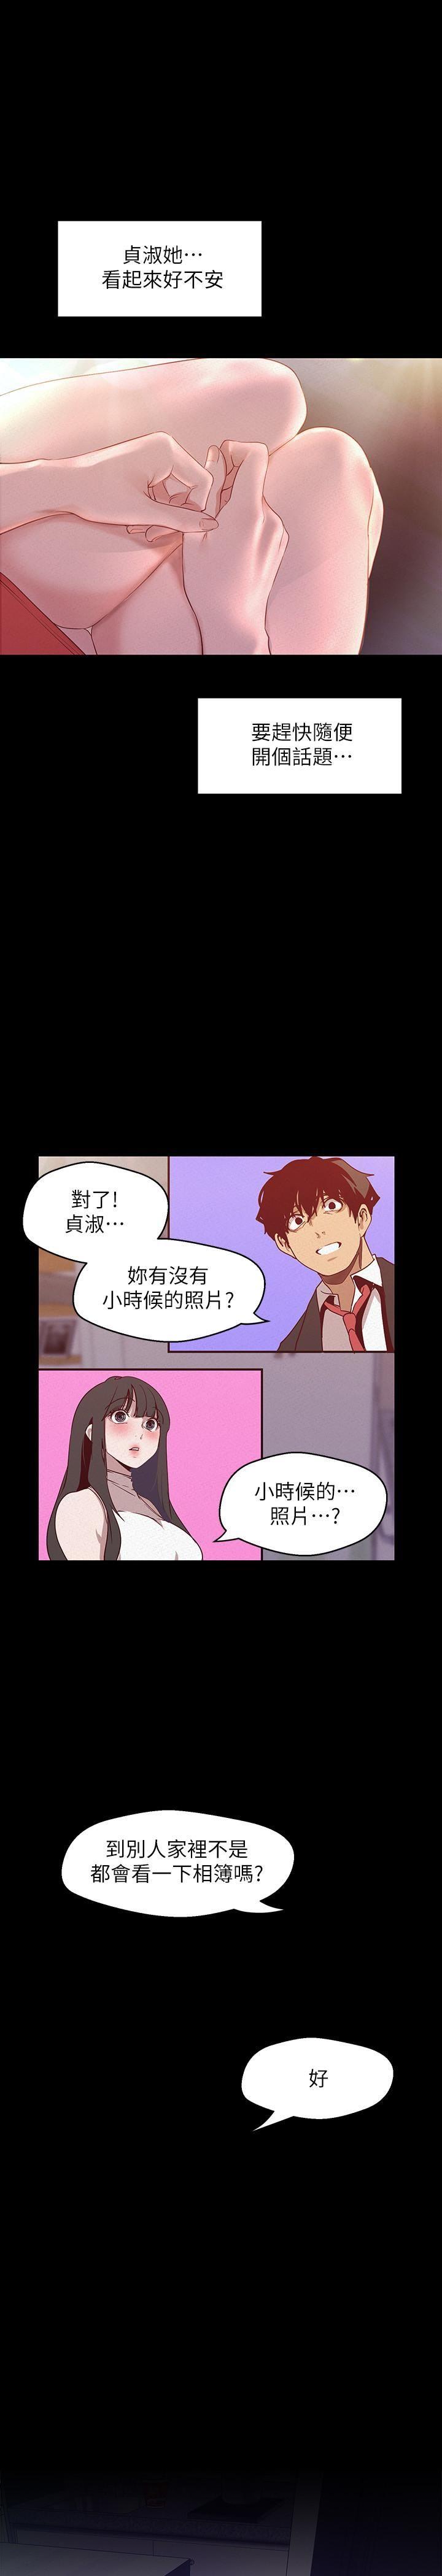 貞淑她⋯
看起來好不安
要趕快隨便
開個話題⋯
對了!
貞淑⋯
妳有沒有
小時候的照片?
小時候的⋯
照片⋯?
到別人家裡不是
都會看一下相簿嗎?
好